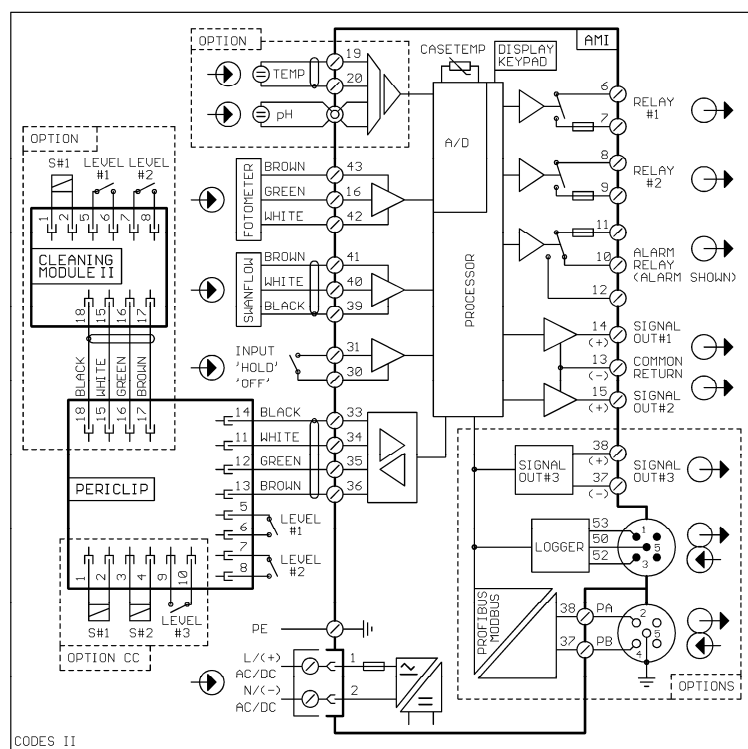 OPTION
AMI
CASETEMP
DISPLAY
KEYPAD
19
TEMP
20
pH
A/D
PROCESSOR
6
RELAY
#1
7
8
RELAY
#2
9
11
10
ALARM
RELAY
(ALARM SHOWN)
12
14
(+)
SIGNAL
OUT#1
13
(-)
COMMON
RETURN
15
(+)
SIGNAL
OUT#2
FOTOMETER
BROWN 43
GREEN 16
WHITE 42
SWANFLOW
BROWN 41
WHITE 40
BLACK 39
INPUT
'HOLD'
'OFF'
31
30
OPTION
S#1 LEVEL #1 LEVEL #2
1 2 5 6 7 8
CLEANING
MODULE II
18 15 16 17
BLACK WHITE GREEN BROWN
18 15 16 17
PERICLIP
14 BLACK 33
11 WHITE 34
12 GREEN 35
13 BROWN 36
5
LEVEL
#1
6
7
LEVEL
#2
8
1 2 3 4 9 10
S#1 S#2 LEVEL
#3
OPTION CC
SIGNAL
OUT#3
38
(+)
37
(-)
SIGNAL
OUT#3
LOGGER
53
50
52
1
5
3
PROFIBUS
MODBUS
38 PA
37 PB
2
5
4
OPTIONS
PE
L/(+)
AC/DC
1
N/(-)
AC/DC
2
CODES II